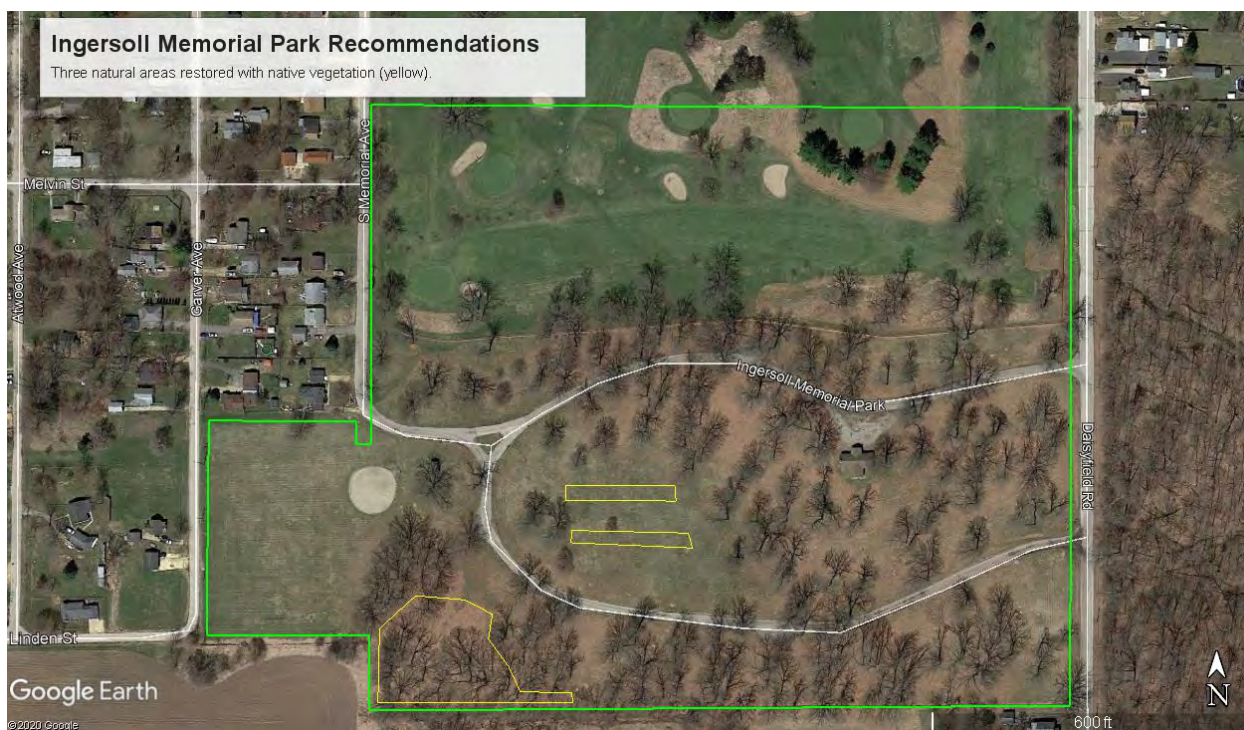 Ingersoll Memorial Park Recommendations
Three natural areas restored with native vegetation (yellow).
Melvin St
S Memorial Ave
Atwood Ave
Carver Ave
Ingersoll Memorial Park
Daisyfield Rd
Linden St
Google Earth
©2020 Google
600 ft
N